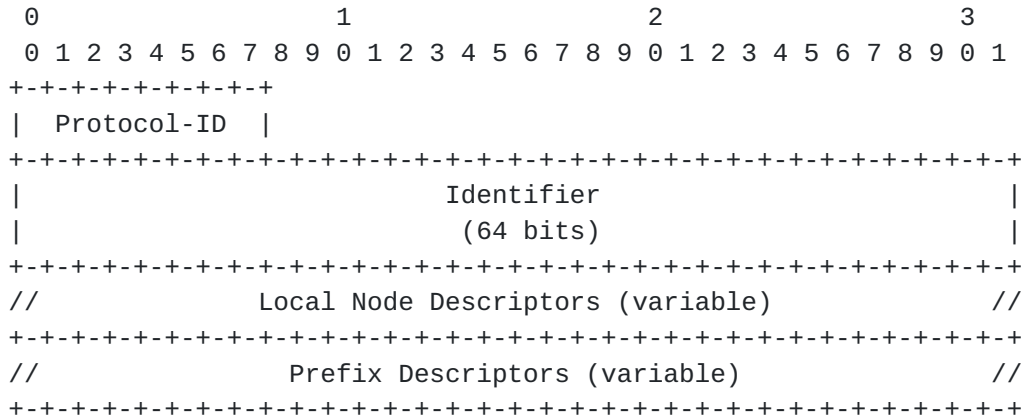 0                   1                   2                   3
 0 1 2 3 4 5 6 7 8 9 0 1 2 3 4 5 6 7 8 9 0 1 2 3 4 5 6 7 8 9 0 1
+-+-+-+-+-+-+-+-+
|  Protocol-ID  |
+-+-+-+-+-+-+-+-+-+-+-+-+-+-+-+-+-+-+-+-+-+-+-+-+-+-+-+-+-+-+-+-+
|                           Identifier                          |
|                            (64 bits)                          |
+-+-+-+-+-+-+-+-+-+-+-+-+-+-+-+-+-+-+-+-+-+-+-+-+-+-+-+-+-+-+-+-+
//              Local Node Descriptors (variable)              //
+-+-+-+-+-+-+-+-+-+-+-+-+-+-+-+-+-+-+-+-+-+-+-+-+-+-+-+-+-+-+-+-+
//                Prefix Descriptors (variable)                //
+-+-+-+-+-+-+-+-+-+-+-+-+-+-+-+-+-+-+-+-+-+-+-+-+-+-+-+-+-+-+-+-+